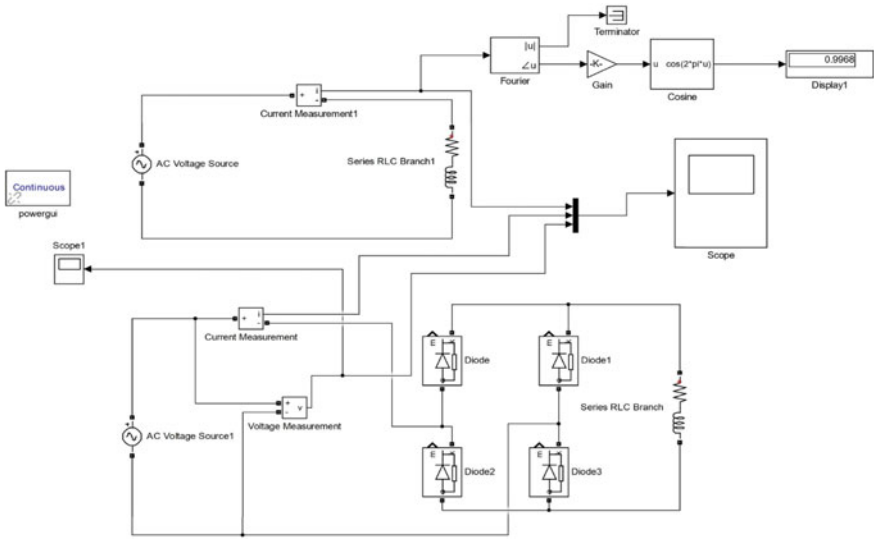 Terminator
|u|
∠u
Fourier
-K-
Gain
u cos(2*pi*u)
Cosine
0.9968
Display1
+ i
-
Current Measurement1
+
AC Voltage Source
Series RLC Branch1
Continuous
powergui
Scope1
Scope
+ i
-
Current Measurement
m k
a
Diode
m k
a
Diode1
Series RLC Branch
+
-
v
Voltage Measurement
+
AC Voltage Source1
m k
a
Diode2
m k
a
Diode3